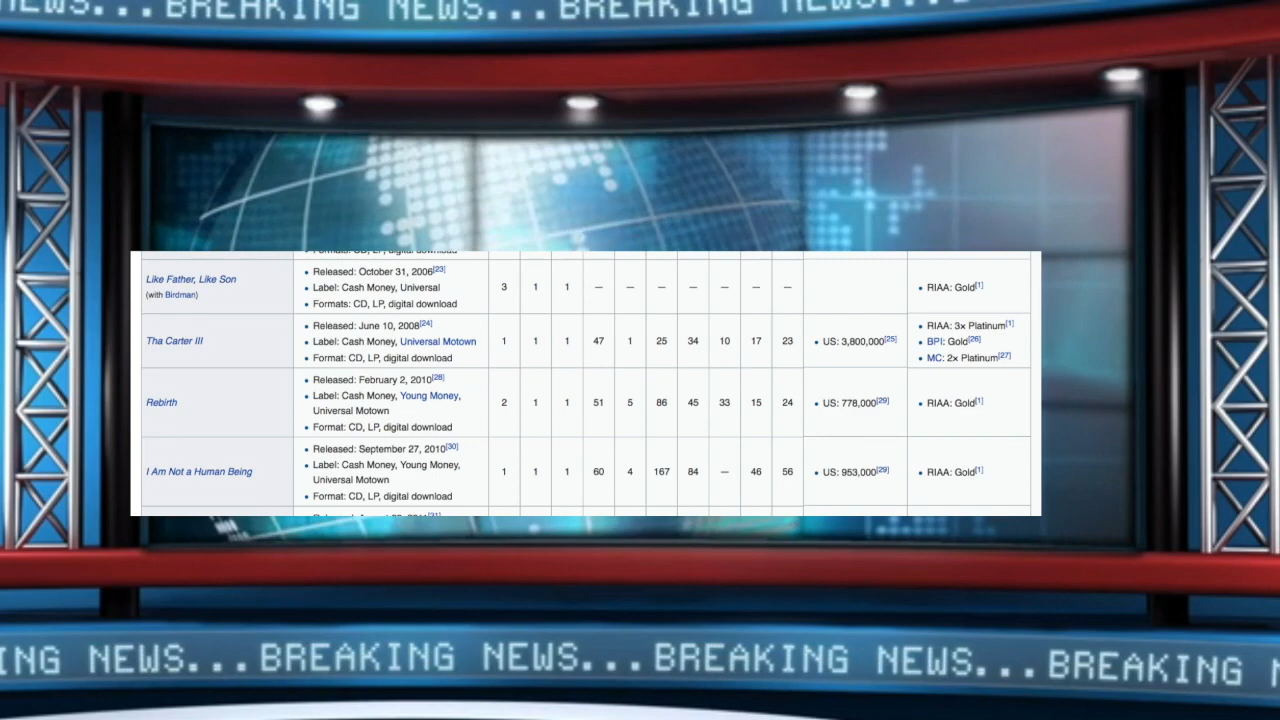 NEWS...BREAKING NEWS...BREAKING NEWS...
Formats: CD, LP, digital download
Like Father, Like Son
(with Birdman)
• Released: October 31, 2006[23]
• Label: Cash Money, Universal
• Formats: CD, LP, digital download
3 1 1 — — — — — — —
• RIAA: Gold[1]
Tha Carter III
• Released: June 10, 2008[24]
• Label: Cash Money, Universal Motown
• Format: CD, LP, digital download
1 1 1 47 1 25 34 10 17 23
• US: 3,800,000[25]
• RIAA: 3× Platinum[1]
• BPI: Gold[26]
• MC: 2× Platinum[27]
Rebirth
• Released: February 2, 2010[28]
• Label: Cash Money, Young Money,
Universal Motown
• Format: CD, LP, digital download
2 1 1 51 5 86 45 33 15 24
• US: 778,000[29]
• RIAA: Gold[1]
I Am Not a Human Being
• Released: September 27, 2010[30]
• Label: Cash Money, Young Money,
Universal Motown
• Format: CD, LP, digital download
1 1 1 60 4 167 84 — 46 56
• US: 953,000[29]
• RIAA: Gold[1]
ING NEWS...BREAKING NEWS...BREAKING NEWS...BREAKING N